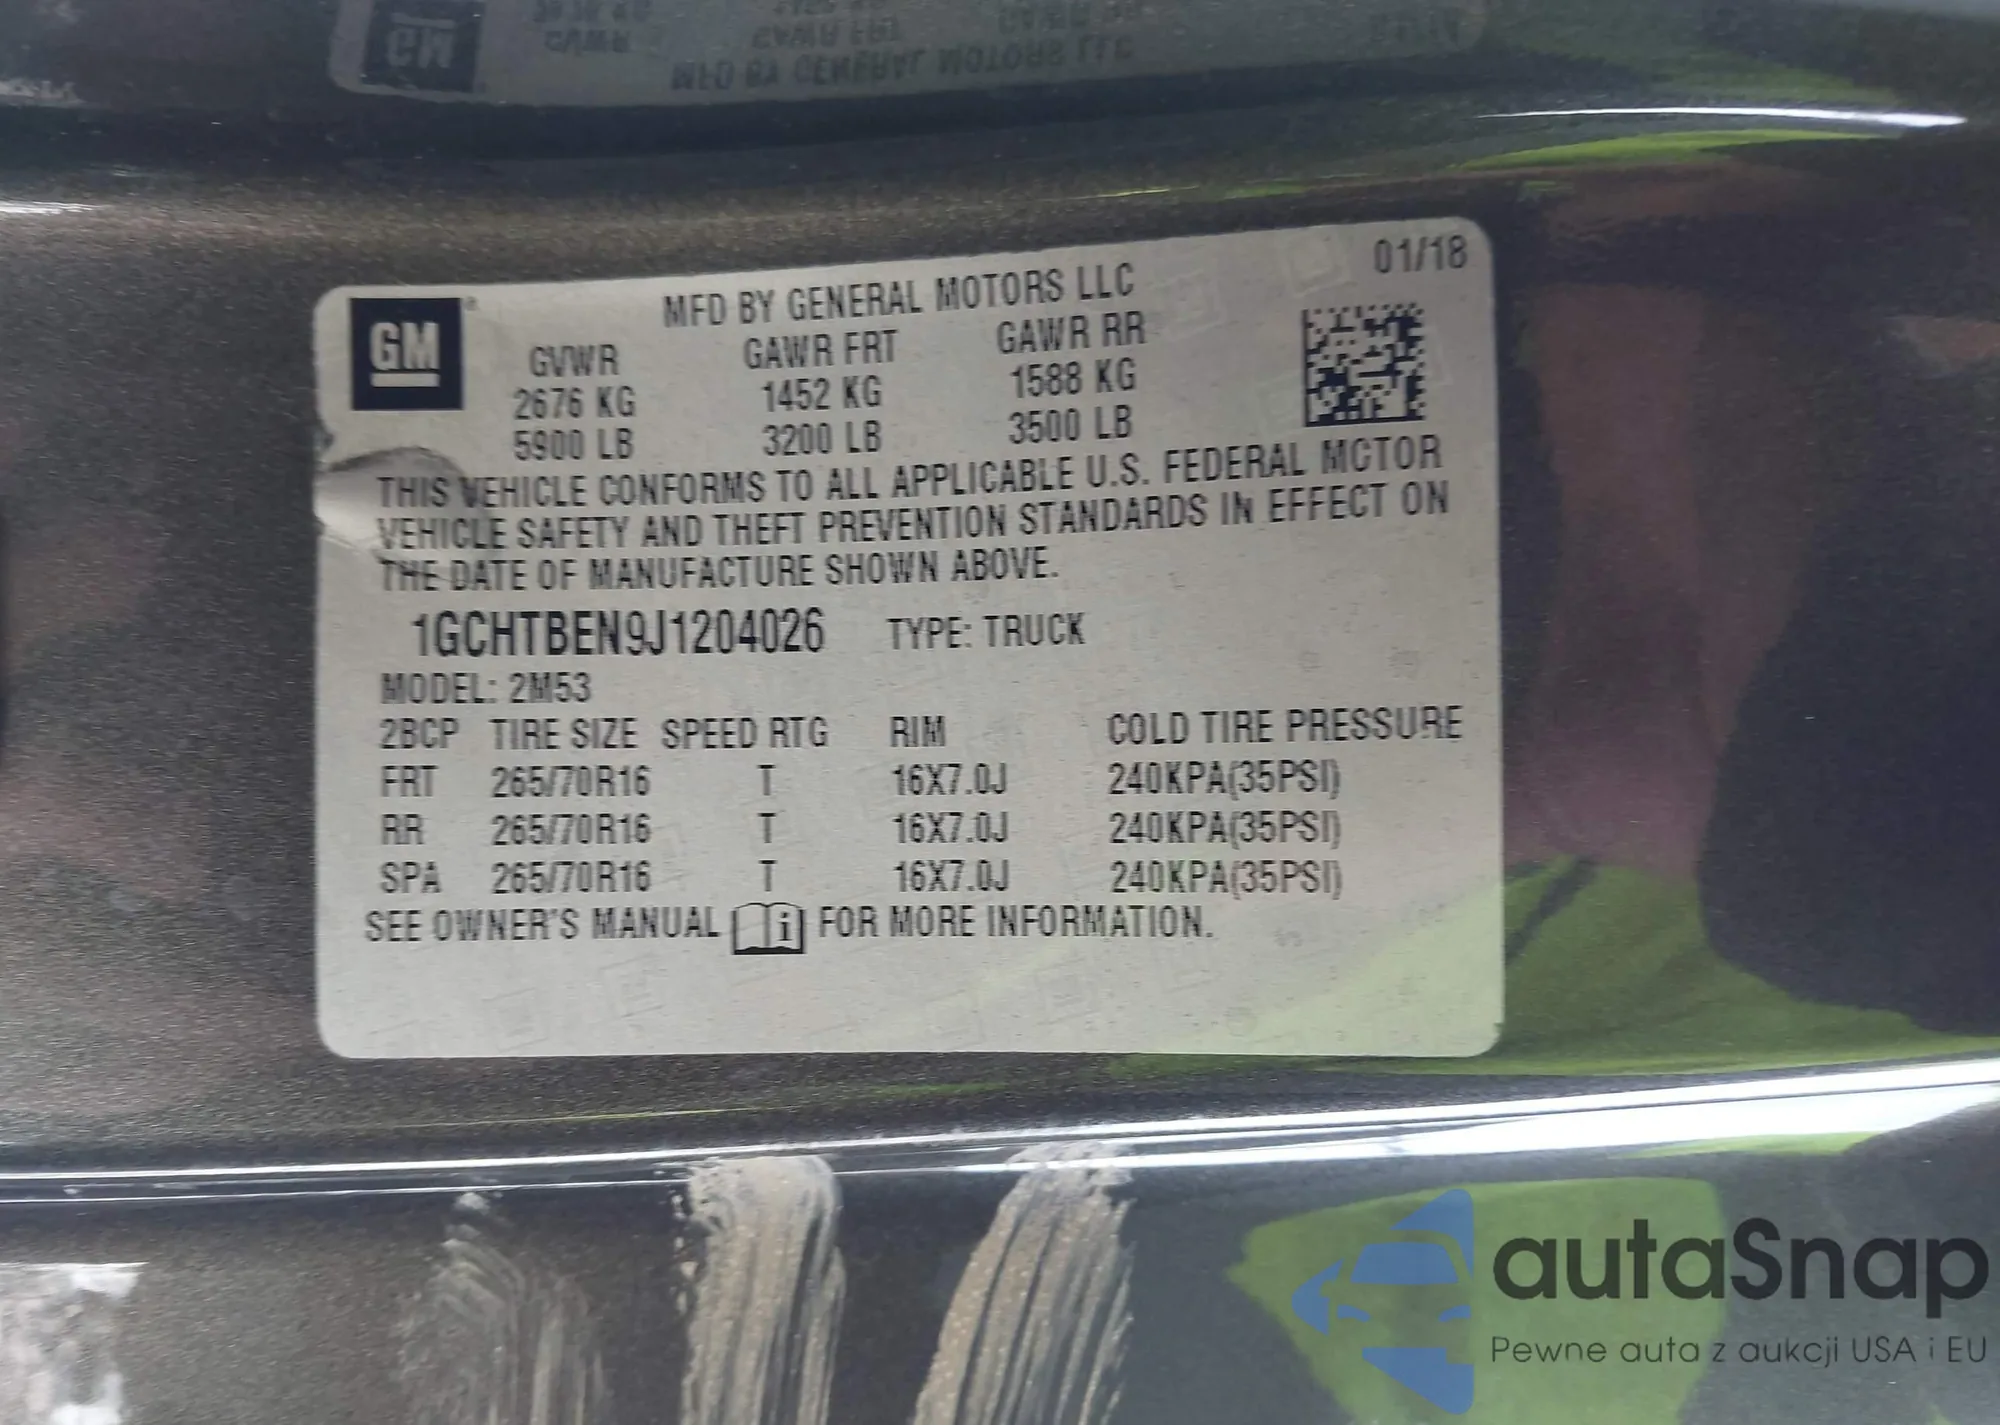 GM
MFD BY GENERAL MOTORS LLC 01/18
GVWR GAWR FRT GAWR RR
2676 KG 1452 KG 1588 KG
5900 LB 3200 LB 3500 LB
THIS VEHICLE CONFORMS TO ALL APPLICABLE U.S. FEDERAL MOTOR
VEHICLE SAFETY AND THEFT PREVENTION STANDARDS IN EFFECT ON
THE DATE OF MANUFACTURE SHOWN ABOVE.
1GCHTBEN9J1204026 TYPE: TRUCK
MODEL: 2M53
2BCP TIRE SIZE SPEED RTG RIM COLD TIRE PRESSURE
FRT 265/70R16 T 16X7.0J 240KPA(35PSI)
RR 265/70R16 T 16X7.0J 240KPA(35PSI)
SPA 265/70R16 T 16X7.0J 240KPA(35PSI)
SEE OWNER'S MANUAL i FOR MORE INFORMATION.
autaSnap
Pewne auta z aukcji USA i EU